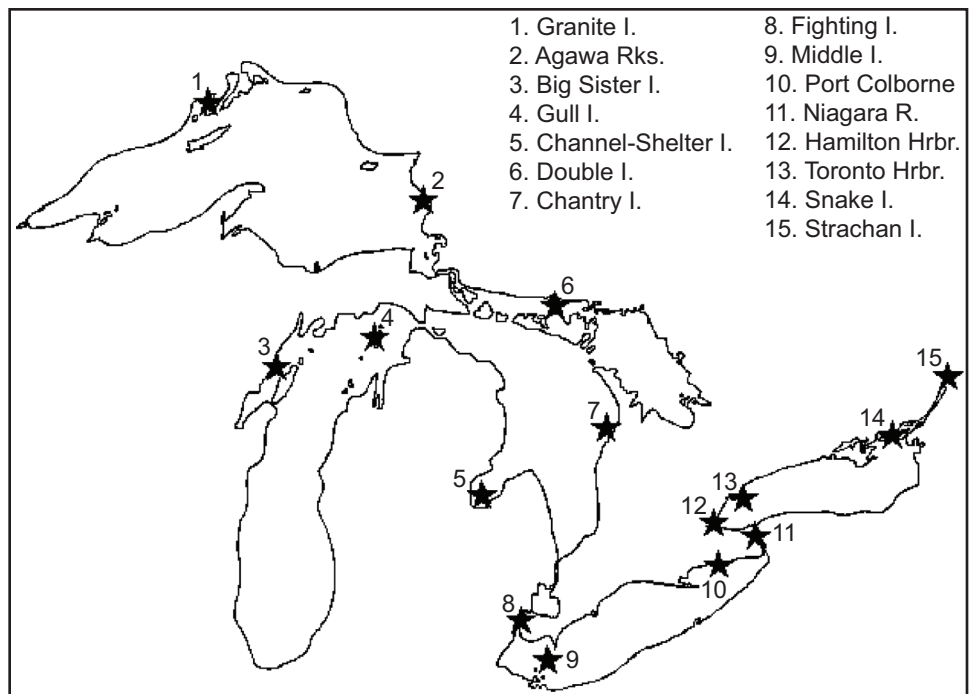 1. Granite I.
2. Agawa Rks.
3. Big Sister I.
4. Gull I.
5. Channel-Shelter I.
6. Double I.
7. Chantry I.
8. Fighting I.
9. Middle I.
10. Port Colborne
11. Niagara R.
12. Hamilton Hrbr.
13. Toronto Hrbr.
14. Snake I.
15. Strachan I.
1
2
6
4
3
15
7
14
5
13
12
11
10
8
9